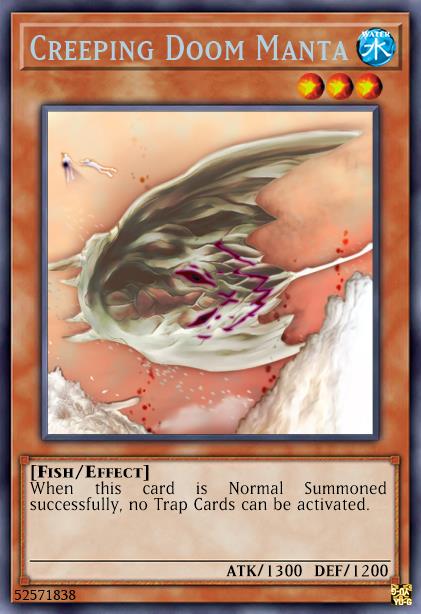 Creeping Doom Manta
WATER
水
[Fish/Effect]
When this card is Normal Summoned
successfully, no Trap Cards can be activated.
ATK/1300 DEF/1200
52571838